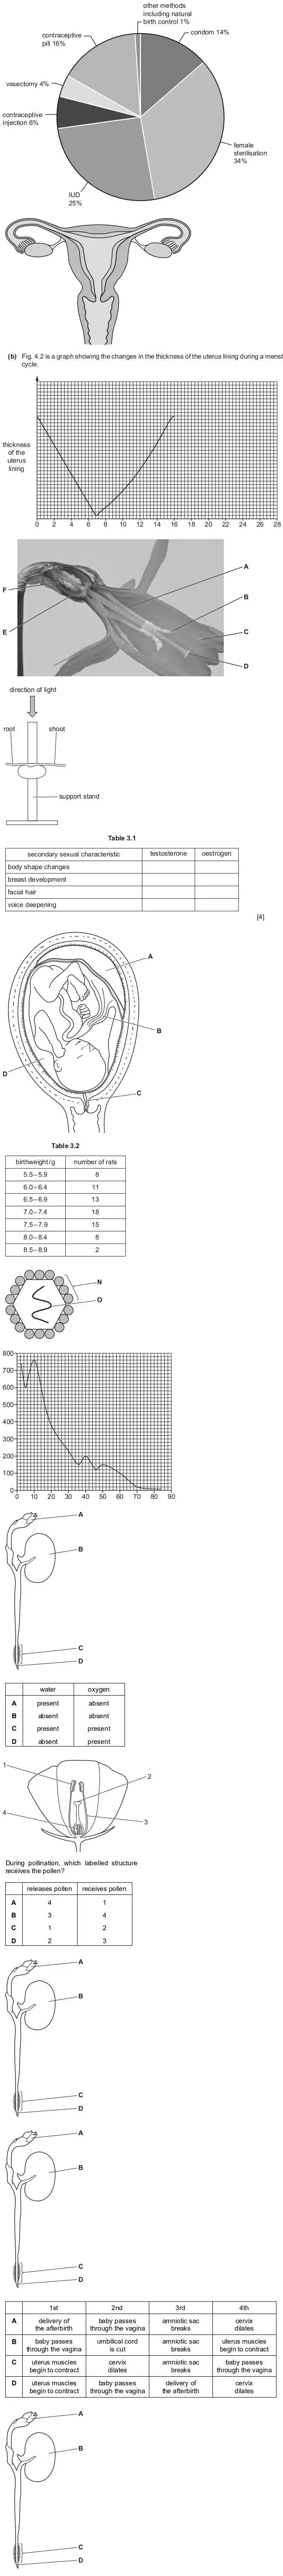 other methods
including natural
birth control 1%
contraceptive
pill 16%
condom 14%
vasectomy 4%
contraceptive
injection 6%
female
sterilisation
34%
IUD
25%
(b) Fig. 4.2 is a graph showing the changes in the thickness of the uterus lining during a menst
cycle.
thickness
of the
uterus
lining
0 2 4 6 8 10 12 14 16 18 20 22 24 26 28
A
B
F
C
E
D
direction of light
root shoot
support stand
Table 3.1
secondary sexual characteristic testosterone oestrogen
body shape changes
breast development
facial hair
voice deepening
[4]
A
B
D
C
Table 3.2
birthweight/g number of rats
5.5–5.9 8
6.0–6.4 11
6.5–6.9 13
7.0–7.4 18
7.5–7.9 15
8.0–8.4 8
8.5–8.9 2
N
O
800
700
600
500
400
300
200
100
0
0 10 20 30 40 50 60 70 80 90
A
B
C
D
water oxygen
A present absent
B absent absent
C present present
D absent present
1
2
4
3
During pollination, which labelled structure
receives the pollen?
releases pollen receives pollen
A 4 1
B 3 4
C 1 2
D 2 3
A
B
C
D
A
B
C
D
1st 2nd 3rd 4th
A delivery of the afterbirth baby passes through the vagina amniotic sac breaks cervix dilates
B baby passes through the vagina umbilical cord is cut amniotic sac breaks uterus muscles begin to contract
C uterus muscles begin to contract cervix dilates amniotic sac breaks baby passes through the vagina
D uterus muscles begin to contract baby passes through the vagina delivery of the afterbirth cervix dilates
A
B
C
D